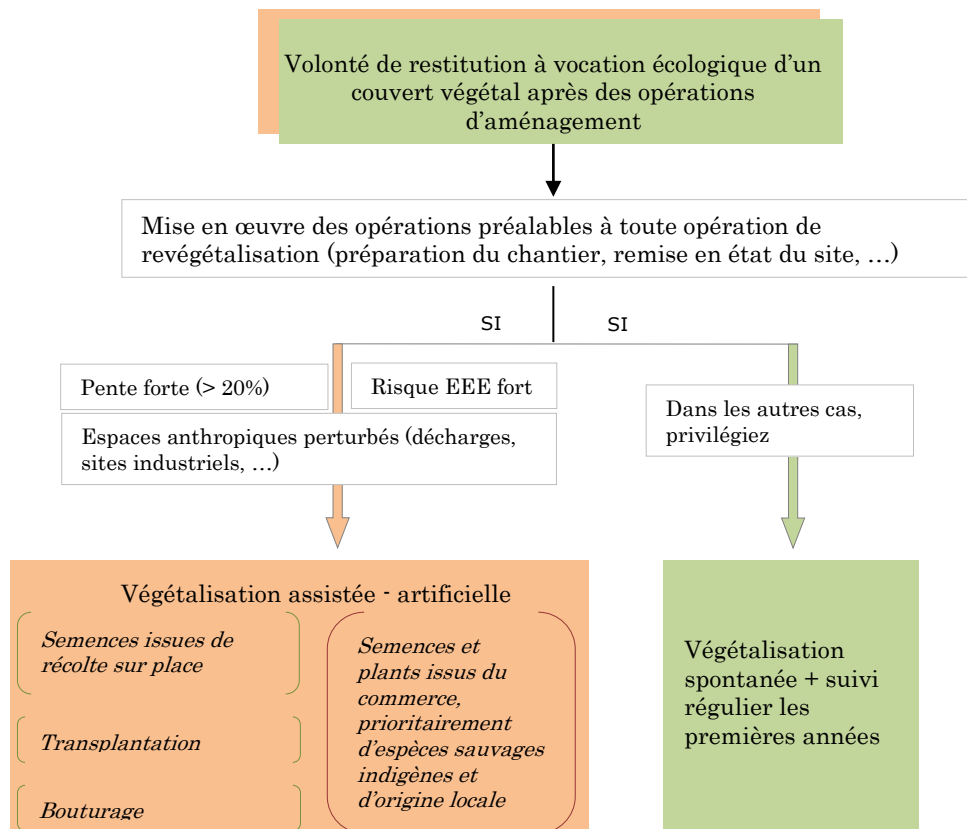 Volonté de restitution à vocation écologique d’un
couvert végétal après des opérations
d’aménagement
Mise en œuvre des opérations préalables à toute opération de
revégétalisation (préparation du chantier, remise en état du site, …)
SI
SI
Pente forte (> 20%)
Risque EEE fort
Espaces anthropiques perturbés (décharges,
sites industriels, …)
Dans les autres cas,
privilégiez
Végétalisation assistée - artificielle
Semences issues de
récolte sur place
Transplantation
Bouturage
Semences et
plants issus du
commerce,
prioritairement
d’espèces sauvages
indigènes et
d’origine locale
Végétalisation
spontanée + suivi
régulier les
premières années